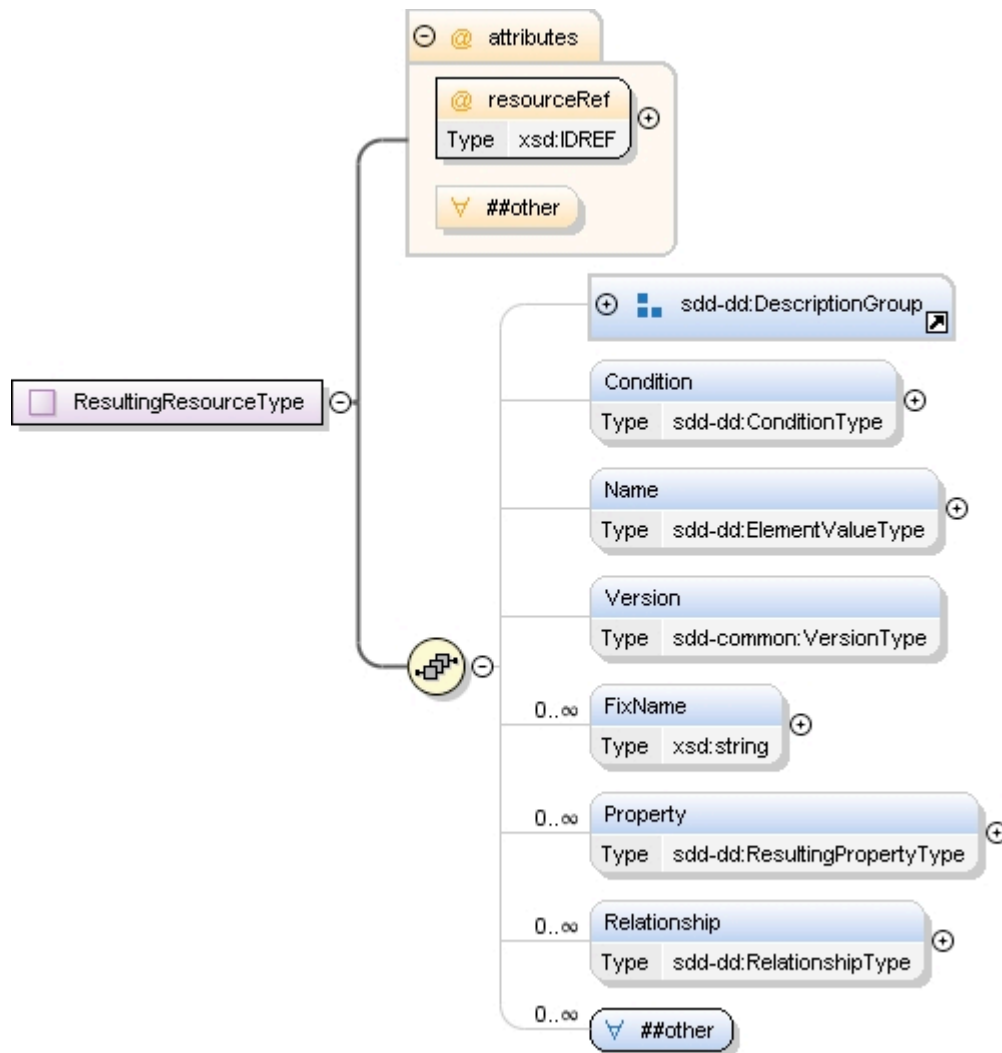 @ attributes
@ resourceRef
Type xsd:IDREF
∀ ##other
sdd-dd:DescriptionGroup
Condition
Type sdd-dd:ConditionType
ResultingResourceType
Name
Type sdd-dd:ElementValueType
Version
Type sdd-common:VersionType
0..∞ FixName
Type xsd:string
0..∞ Property
Type sdd-dd:ResultingPropertyType
0..∞ Relationship
Type sdd-dd:RelationshipType
0..∞ ∀ ##other